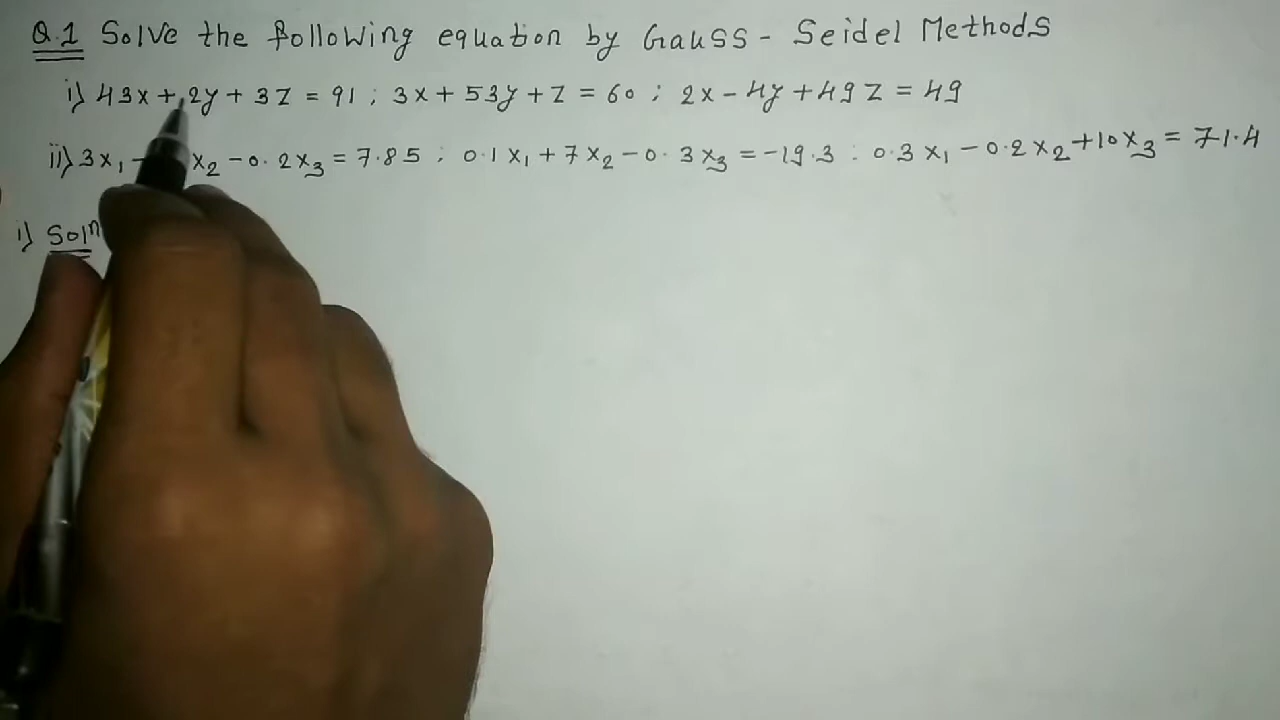 Q.1 Solve the following equation by Gauss - Seidel Methods
i) 43x + 2y + 3z = 91 ; 3x + 53y + z = 60 ; 2x - 4y + 49z = 49
ii) 3x₁ - x₂ - 0.2x₃ = 7.85 ; 0.1x₁ + 7x₂ - 0.3x₃ = -19.3 : 0.3x₁ - 0.2x₂ + 10x₃ = 71.4
i) Solⁿ